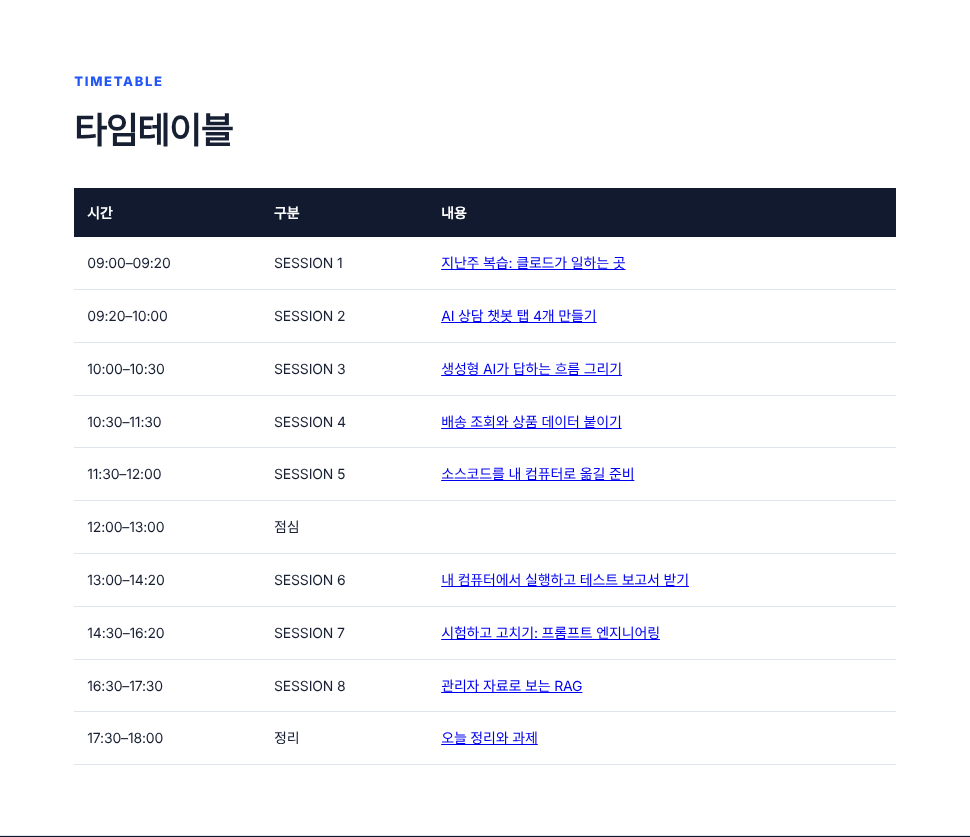 TIMETABLE
타임테이블
시간 구분 내용
09:00–09:20 SESSION 1 지난주 복습: 클로드가 일하는 곳
09:20–10:00 SESSION 2 AI 상담 챗봇 탭 4개 만들기
10:00–10:30 SESSION 3 생성형 AI가 답하는 흐름 그리기
10:30–11:30 SESSION 4 배송 조회와 상품 데이터 붙이기
11:30–12:00 SESSION 5 소스코드를 내 컴퓨터로 옮길 준비
12:00–13:00 점심
13:00–14:20 SESSION 6 내 컴퓨터에서 실행하고 테스트 보고서 받기
14:30–16:20 SESSION 7 시험하고 고치기: 프롬프트 엔지니어링
16:30–17:30 SESSION 8 관리자 자료로 보는 RAG
17:30–18:00 정리 오늘 정리와 과제